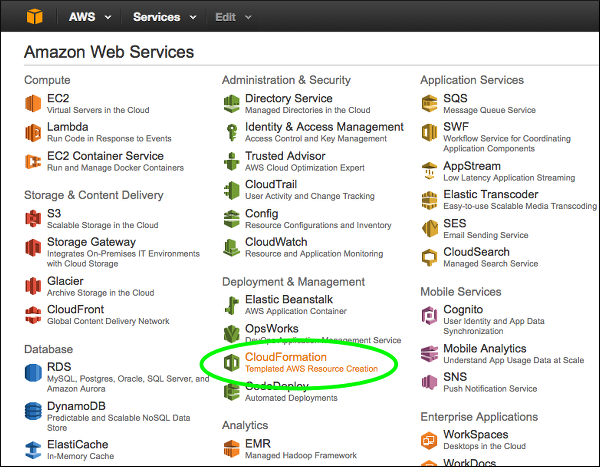 AWS Services Edit
Amazon Web Services
Compute
EC2
Virtual Servers in the Cloud
Lambda
Run Code in Response to Events
EC2 Container Service
Run and Manage Docker Containers
Storage & Content Delivery
S3
Scalable Storage in the Cloud
Storage Gateway
Integrates On-Premises IT Environments
with Cloud Storage
Glacier
Archive Storage in the Cloud
CloudFront
Global Content Delivery Network
Database
RDS
MySQL, Postgres, Oracle, SQL Server, and
Amazon Aurora
DynamoDB
Predictable and Scalable NoSQL Data
Store
ElastiCache
In-Memory Cache
Administration & Security
Directory Service
Managed Directories in the Cloud
Identity & Access Management
Access Control and Key Management
Trusted Advisor
AWS Cloud Optimization Expert
CloudTrail
User Activity and Change Tracking
Config
Resource Configurations and Inventory
CloudWatch
Resource and Application Monitoring
Deployment & Management
Elastic Beanstalk
AWS Application Container
OpsWorks
DevOps Application Management Service
CloudFormation
Templated AWS Resource Creation
CodeDeploy
Automated Deployments
Analytics
EMR
Managed Hadoop Framework
Application Services
SQS
Message Queue Service
SWF
Workflow Service for Coordinating
Application Components
AppStream
Low Latency Application Streaming
Elastic Transcoder
Easy-to-use Scalable Media Transcoding
SES
Email Sending Service
CloudSearch
Managed Search Service
Mobile Services
Cognito
User Identity and App Data
Synchronization
Mobile Analytics
Understand App Usage Data at Scale
SNS
Push Notification Service
Enterprise Applications
WorkSpaces
Desktops in the Cloud
WorkDocs